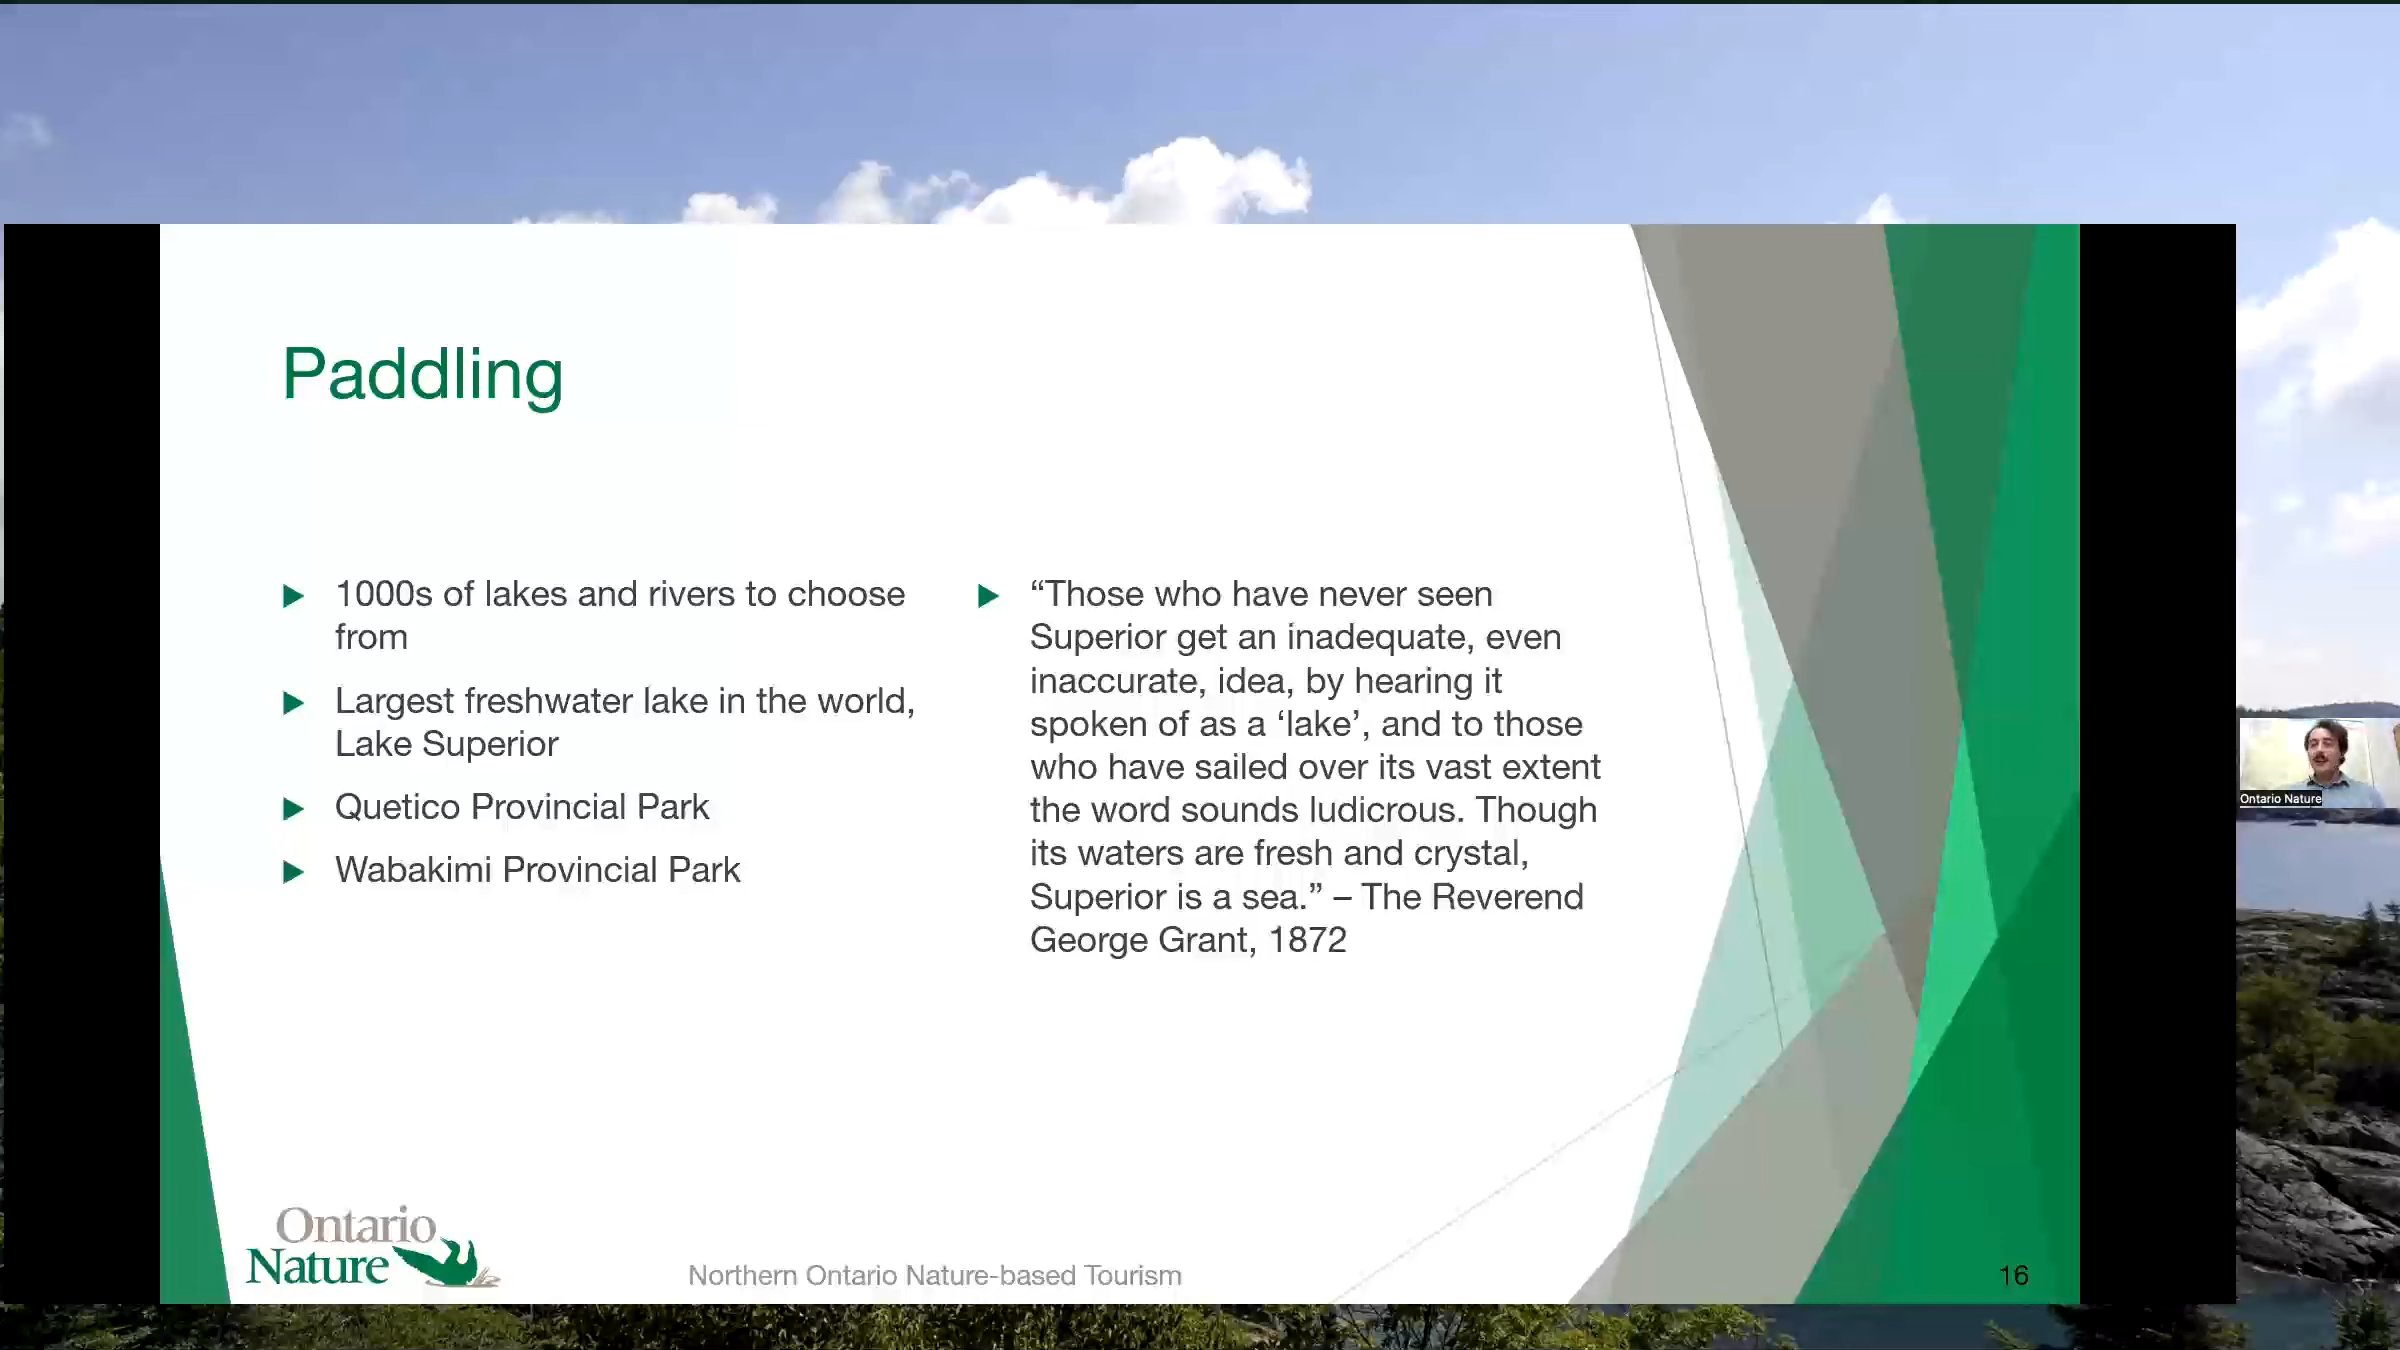 Paddling
1000s of lakes and rivers to choose
from
Largest freshwater lake in the world,
Lake Superior
Quetico Provincial Park
Wabakimi Provincial Park
“Those who have never seen
Superior get an inadequate, even
inaccurate, idea, by hearing it
spoken of as a ‘lake’, and to those
who have sailed over its vast extent
the word sounds ludicrous. Though
its waters are fresh and crystal,
Superior is a sea.” – The Reverend
George Grant, 1872
Ontario Nature
Ontario
Nature
Northern Ontario Nature-based Tourism
16